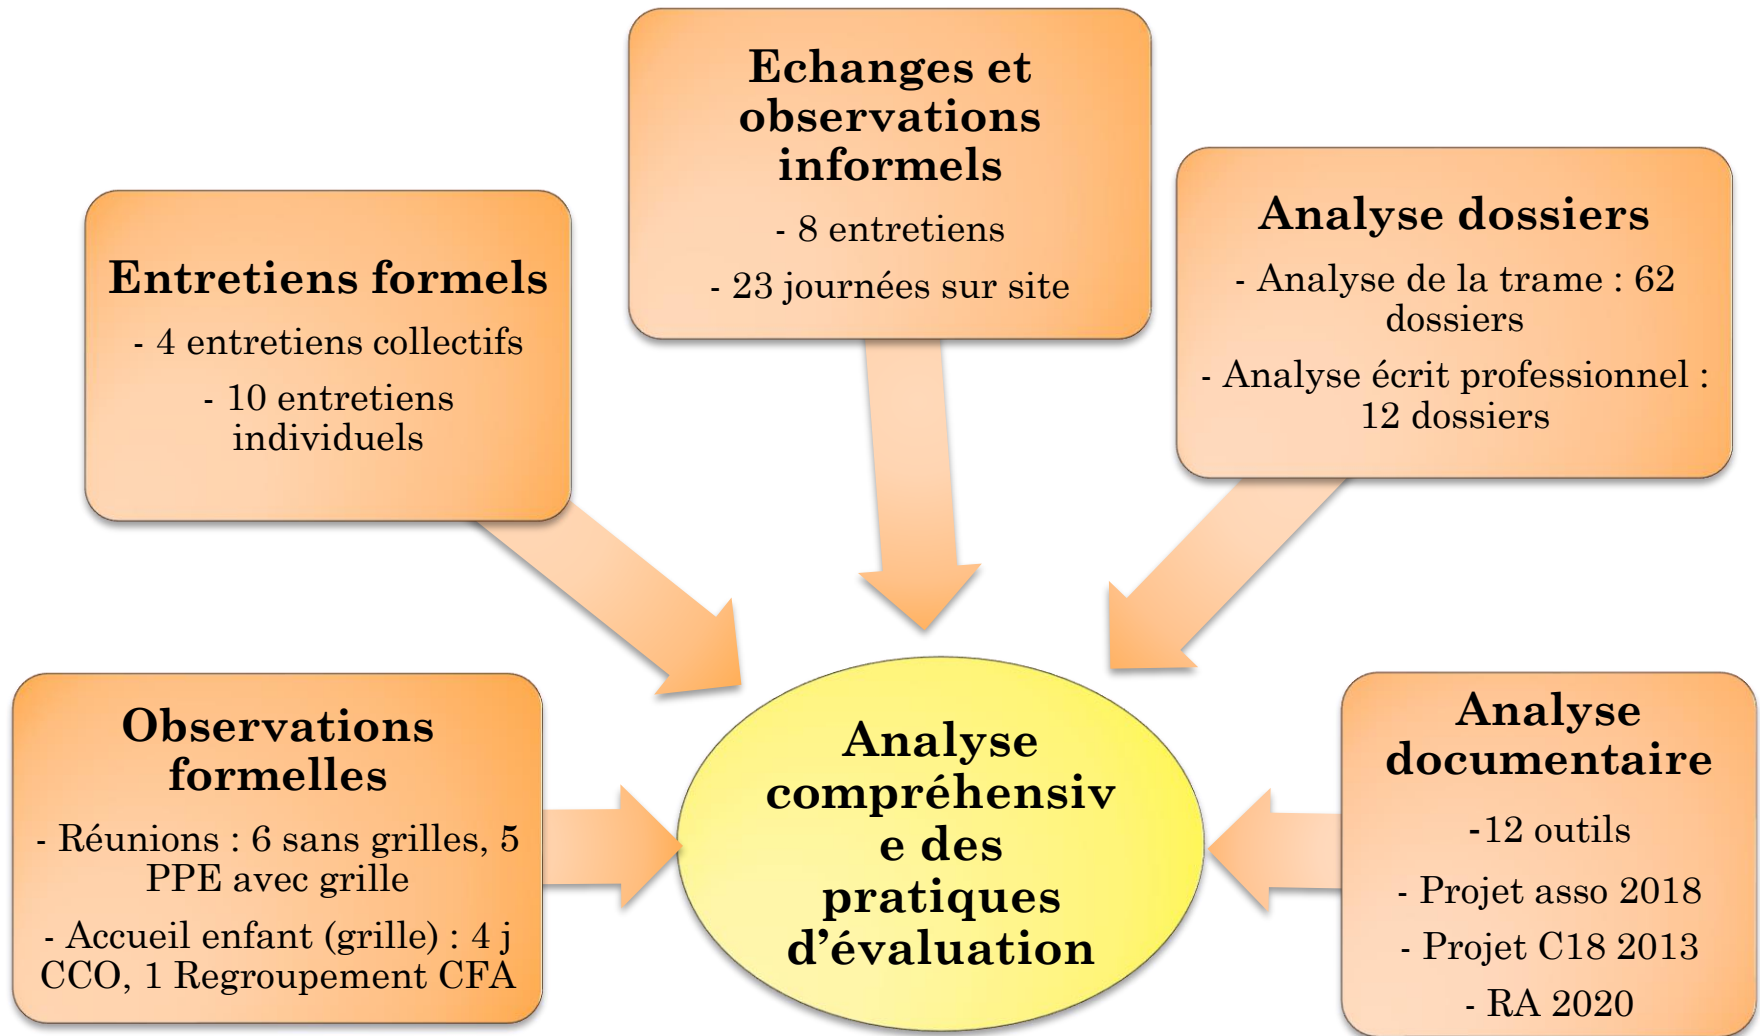 Echanges et
observations
informels
- 8 entretiens
- 23 journées sur site
Entretiens formels
- 4 entretiens collectifs
- 10 entretiens
individuels
Analyse dossiers
- Analyse de la trame : 62
dossiers
- Analyse écrit professionnel :
12 dossiers
Observations
formelles
- Réunions : 6 sans grilles, 5
PPE avec grille
- Accueil enfant (grille) : 4 j
CCO, 1 Regroupement CFA
Analyse
compréhensiv
e des
pratiques
d’évaluation
Analyse
documentaire
-12 outils
- Projet asso 2018
- Projet C18 2013
- RA 2020